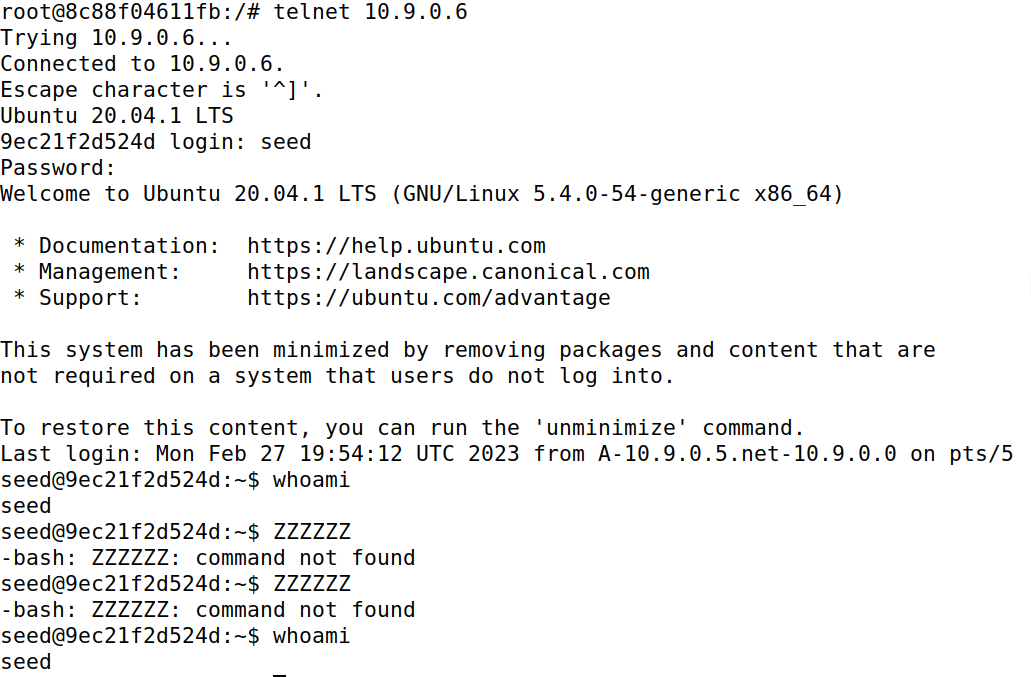 root@8c88f04611fb:/# telnet 10.9.0.6
Trying 10.9.0.6...
Connected to 10.9.0.6.
Escape character is '^]'.
Ubuntu 20.04.1 LTS
9ec21f2d524d login: seed
Password:
Welcome to Ubuntu 20.04.1 LTS (GNU/Linux 5.4.0-54-generic x86_64)
 * Documentation:  https://help.ubuntu.com
 * Management:     https://landscape.canonical.com
 * Support:        https://ubuntu.com/advantage
This system has been minimized by removing packages and content that are
not required on a system that users do not log into.
To restore this content, you can run the 'unminimize' command.
Last login: Mon Feb 27 19:54:12 UTC 2023 from A-10.9.0.5.net-10.9.0.0 on pts/5
seed@9ec21f2d524d:~$ whoami
seed
seed@9ec21f2d524d:~$ ZZZZZZ
-bash: ZZZZZZ: command not found
seed@9ec21f2d524d:~$ ZZZZZZ
-bash: ZZZZZZ: command not found
seed@9ec21f2d524d:~$ whoami
seed